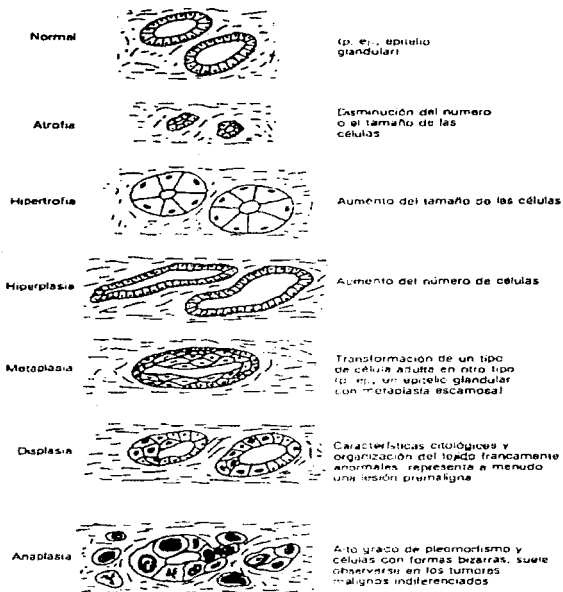 Normal
(p. ej., epitelio
glandular)
Atrofia
Disminución del numero
o el tamaño de las
células
Hipertrofia
Aumento del tamaño de las células
Hiperplasia
Aumento del número de células
Metaplasia
Transformación de un tipo
de célula adulta en otro tipo
(p. ej., un epitelio glandular
con metaplasia escamosa)
Displasia
Características citológicas y
organización del tejido francamente
anormales, representa a menudo
una lesión premaligna
Anaplasia
Alto grado de pleomorfismo y
células con formas bizarras, suele
observarse en los tumores
malignos indiferenciados